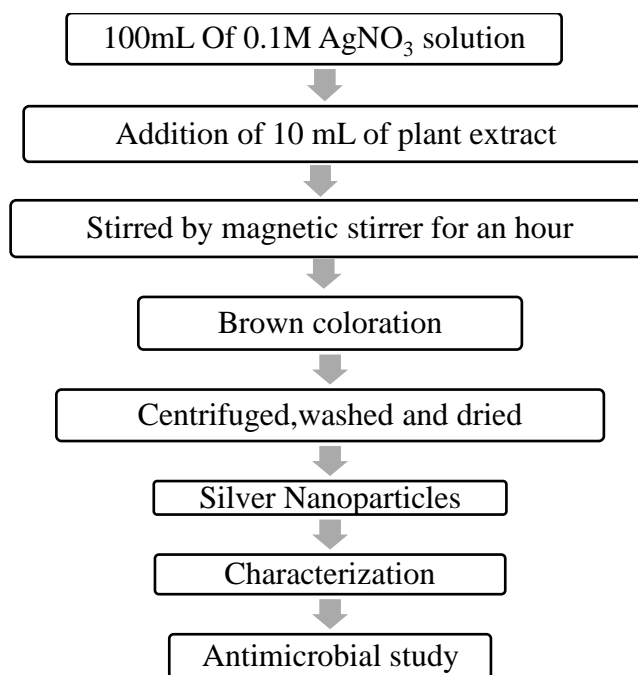 100mL Of 0.1M AgNO₃ solution
Addition of 10 mL of plant extract
Stirred by magnetic stirrer for an hour
Brown coloration
Centrifuged,washed and dried
Silver Nanoparticles
Characterization
Antimicrobial study